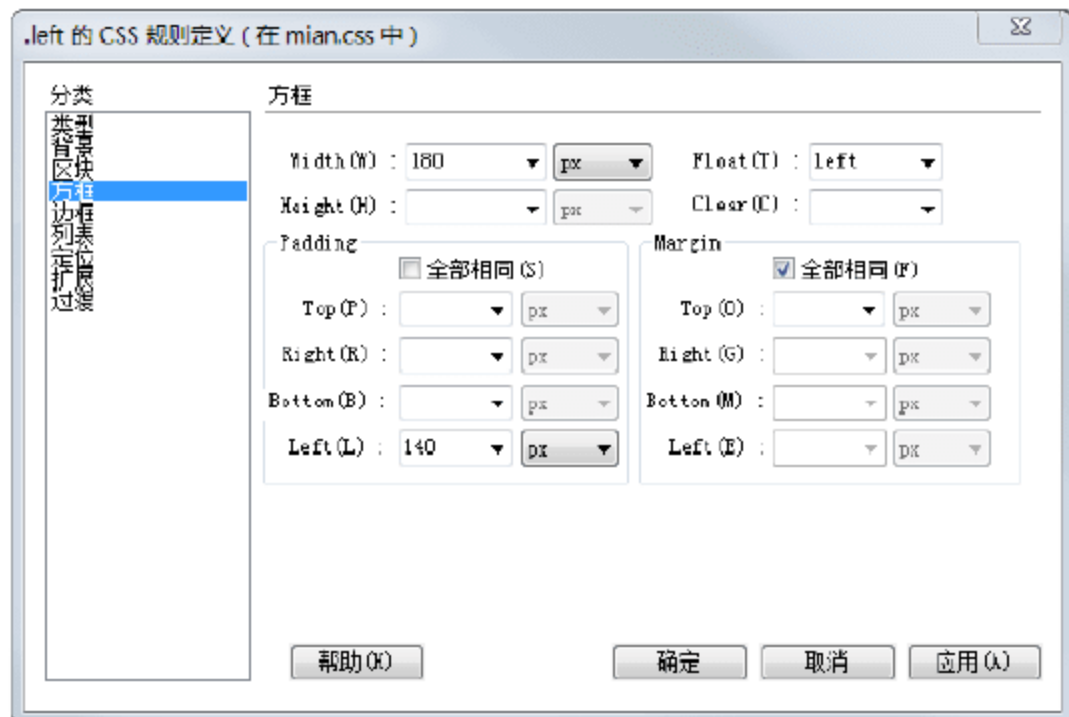 .left 的 CSS 规则定义 ( 在 mian.css 中 )
分类
类型
背景
区块
方框
边框
列表
定位
扩展
过渡
方框
Width(W) : 180 px Float(T) : left
Height(H) : px Clear(C) :
Padding Margin
全部相同(S) 全部相同(F)
Top(P) : px Top(O) : px
Right(R) : px Right(G) : px
Bottom(B) : px Bottom(M) : px
Left(L) : 140 px Left(E) : px
帮助(H) 确定 取消 应用(A)